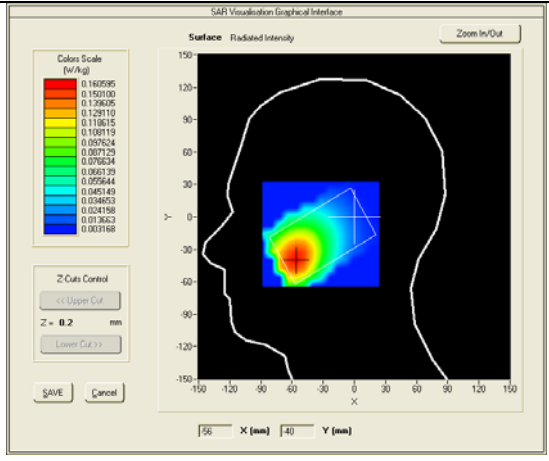 SAR Visualisation Graphical Interface
Surface Radiated Intensity
Zoom In/Out
Colors Scale
(W/kg)
0.160595
0.150100
0.139605
0.129110
0.118615
0.108119
0.097624
0.087129
0.076634
0.066139
0.055644
0.045149
0.034653
0.024158
0.013663
0.003168
150
120
90
60
30
0
-30
-60
-90
-120
-150
Y
-150 -120 -90 -60 -30 0 30 60 90 120 150
X
Z-Cuts Control
<< Upper Cut
Z = 0.2 mm
Lower Cut >>
SAVE Cancel
-56 X (mm) -40 Y (mm)